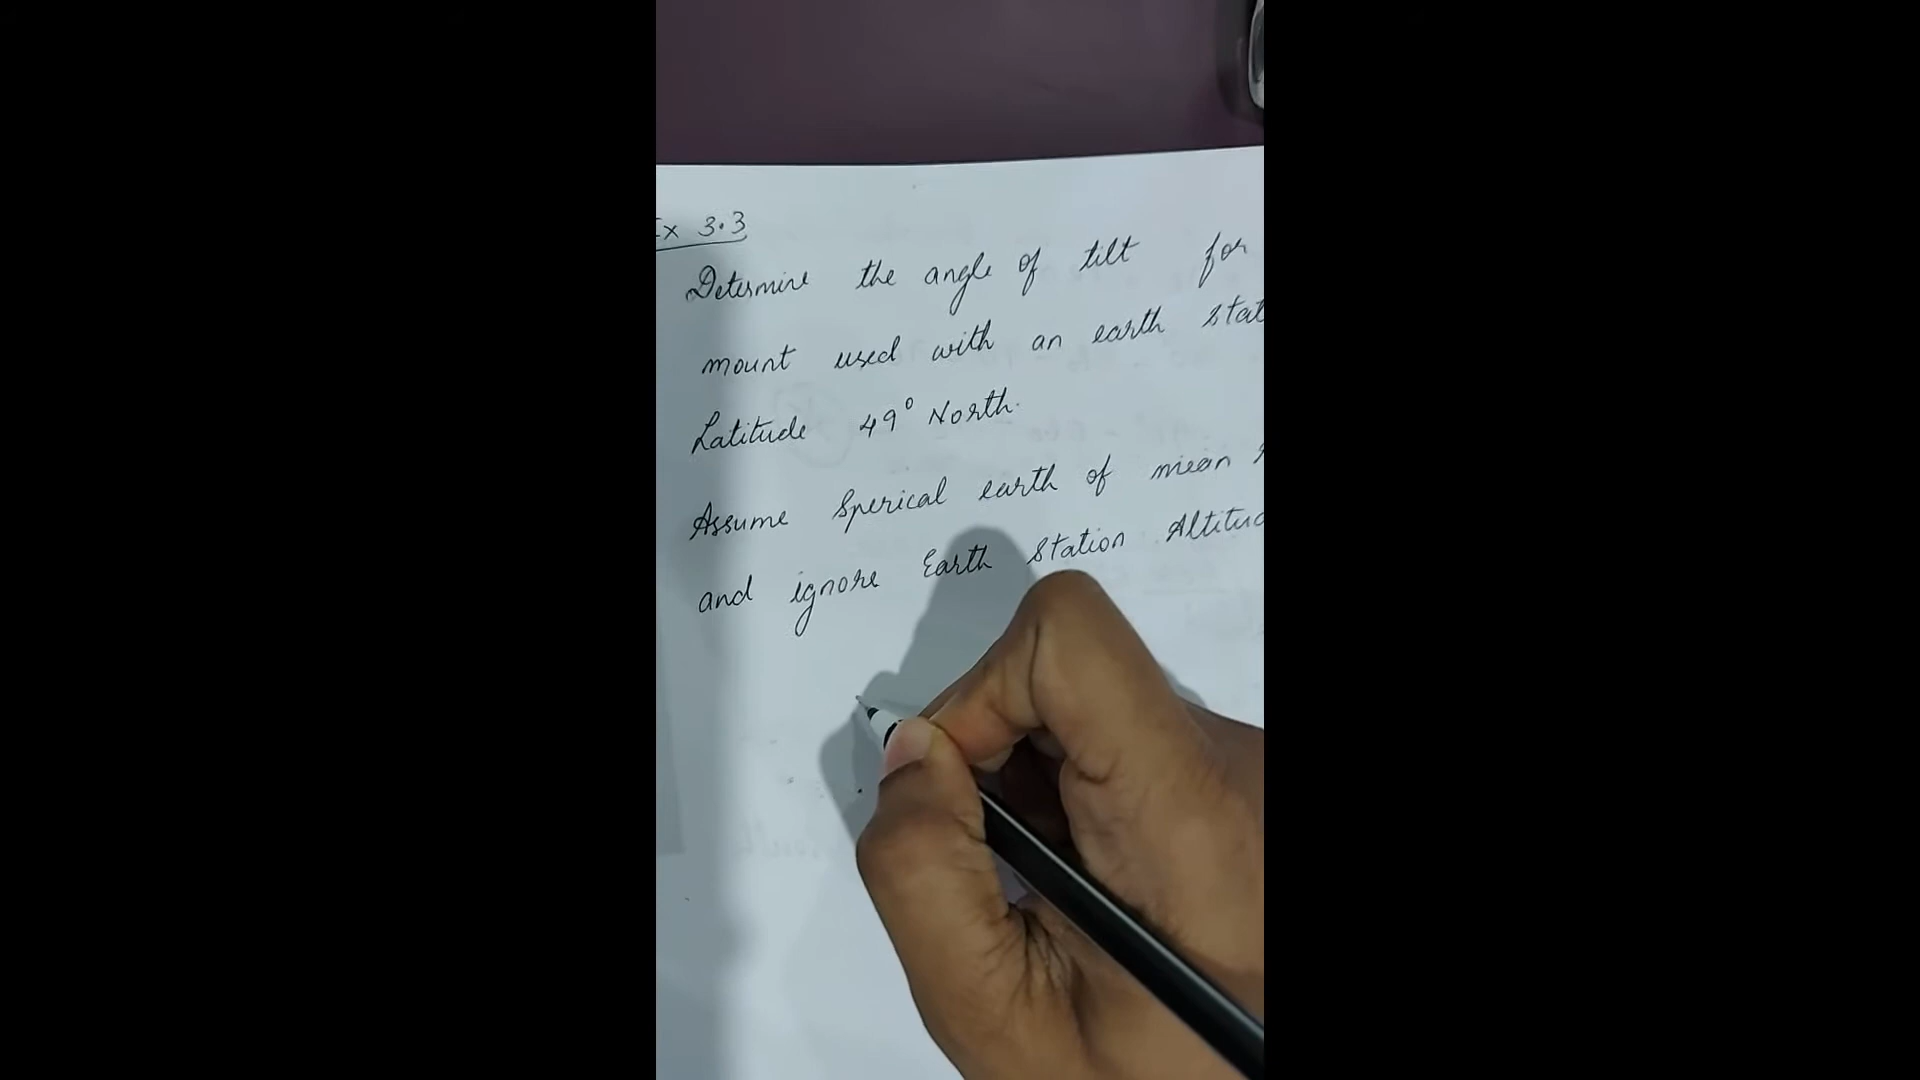 Ex 3.3
Determine the angle of tilt for
mount used with an earth stat
Latitude 49° North.
Assume Sperical earth of mean
and ignore Earth Station Altitud